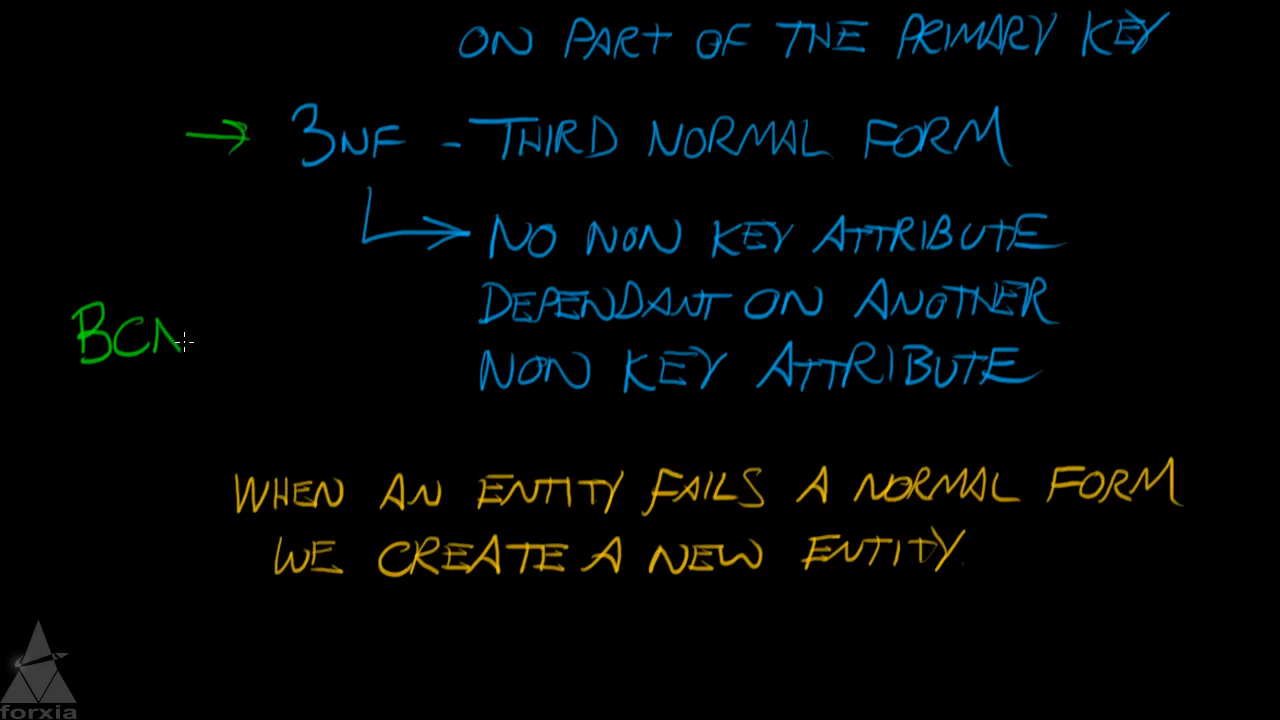 ON PART OF THE PRIMARY KEY
→ 3NF - THIRD NORMAL FORM
NO NON KEY ATTRIBUTE
DEPENDANT ON ANOTHER
NON KEY ATTRIBUTE
BCN
WHEN AN ENTITY FAILS A NORMAL FORM
WE CREATE A NEW ENTITY.
forxia